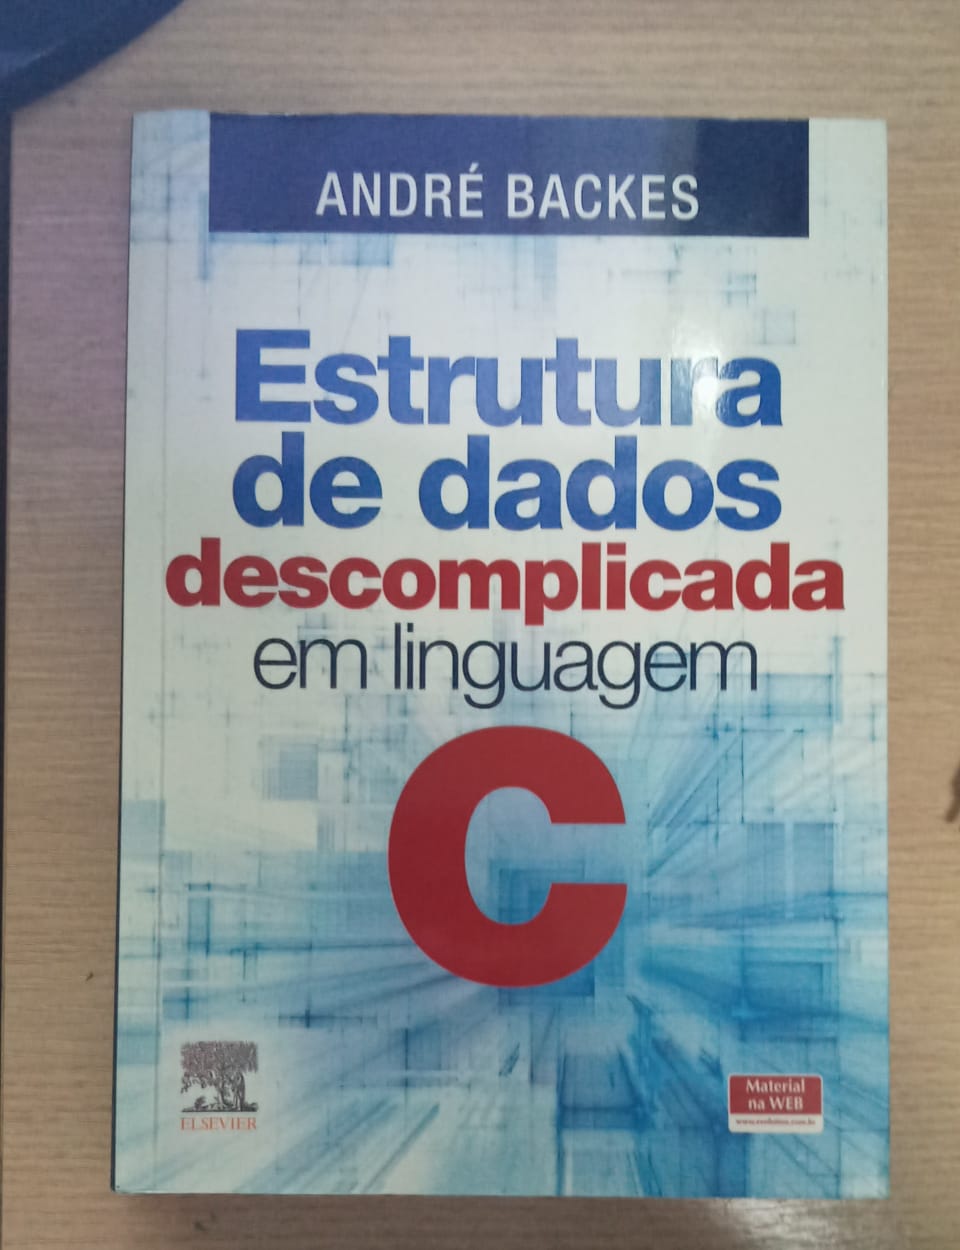 ANDRÉ BACKES
Estrutura
de dados
descomplicada
em linguagem
C
ELSEVIER
Material
na WEB